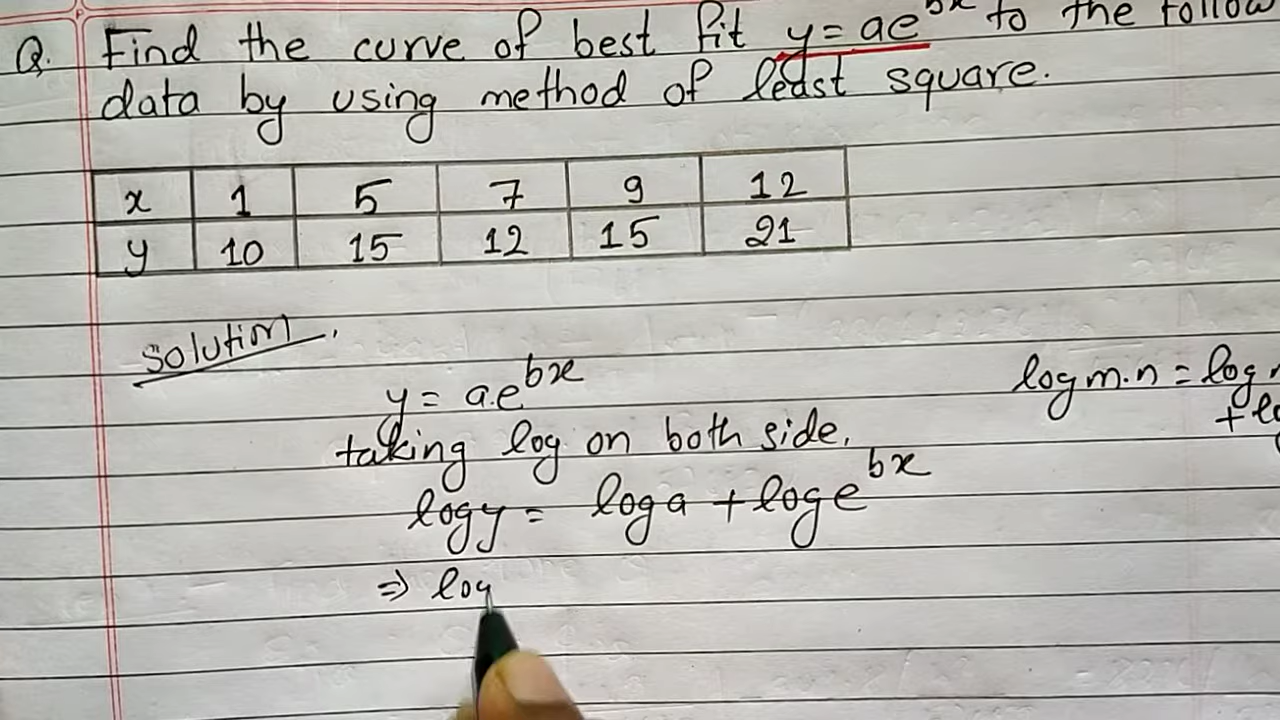 Q. Find the curve of best fit y = ae^bx to the
data by using method of least square.
x 1 5 7 9 12
y 10 15 12 15 21
solution.
y = a.e^bx
log m.n = log
taking log on both side.
logy = loga + loge^bx
⇒ log